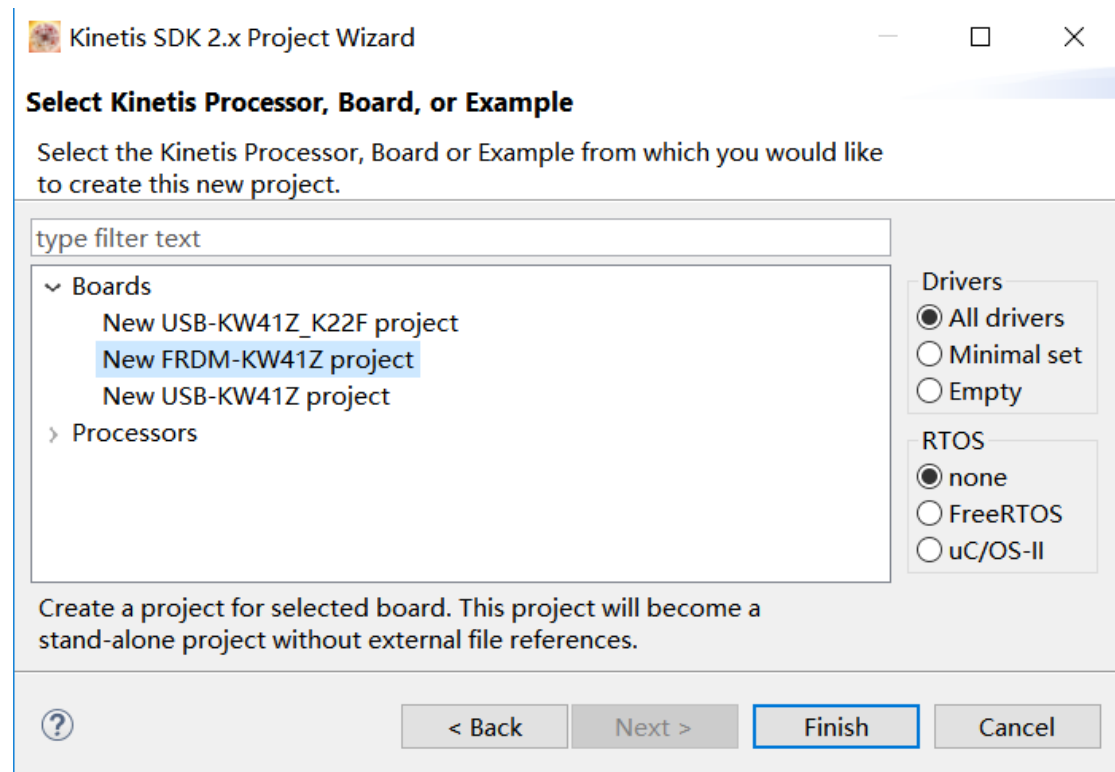 Kinetis SDK 2.x Project Wizard
Select Kinetis Processor, Board, or Example
Select the Kinetis Processor, Board or Example from which you would like
to create this new project.
type filter text
Boards
New USB-KW41Z_K22F project
New FRDM-KW41Z project
New USB-KW41Z project
Processors
Drivers
All drivers
Minimal set
Empty
RTOS
none
FreeRTOS
uC/OS-II
Create a project for selected board. This project will become a
stand-alone project without external file references.
?
< Back
Next >
Finish
Cancel